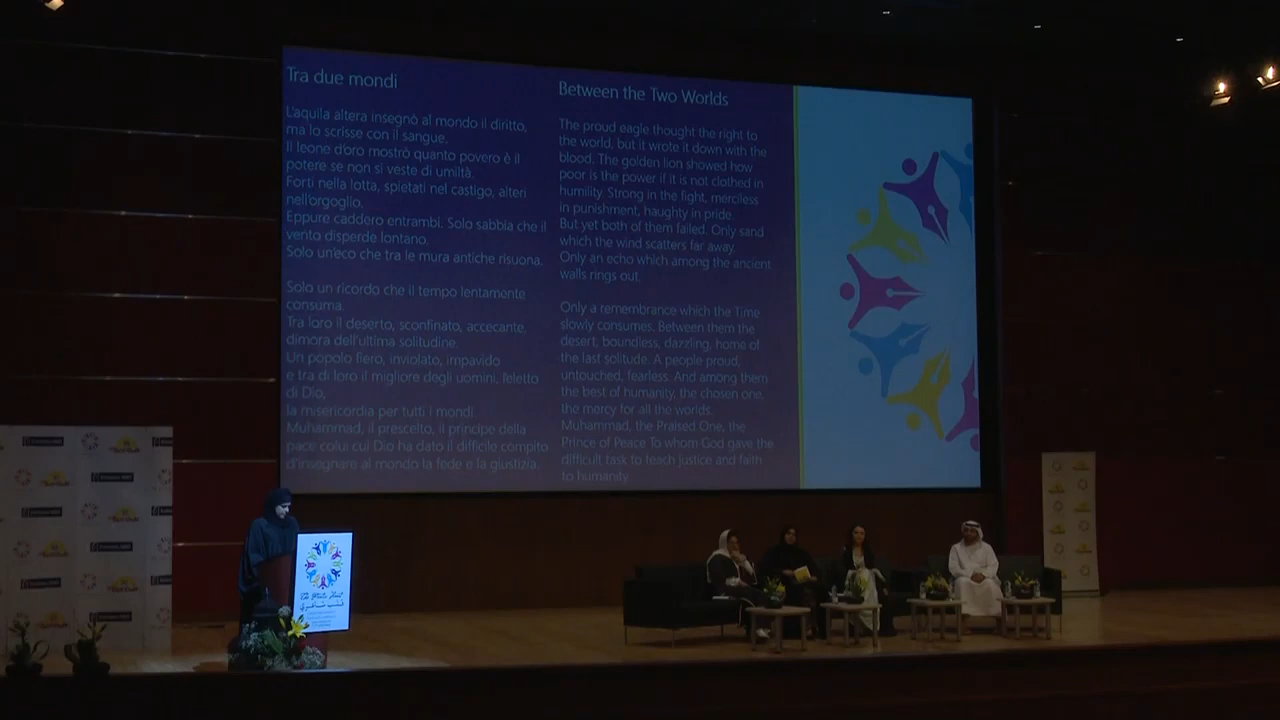 Tra due mondi
L'aquila altera insegnò al mondo il diritto,
ma lo scrisse con il sangue.
Il leone d'oro mostrò quanto povero è il
potere se non si veste di umiltà.
Forti nella lotta, spietati nel castigo, alteri
nell'orgoglio.
Eppure caddero entrambi. Solo sabbia che il
vento disperde lontano.
Solo un'eco che tra le mura antiche risuona.
Solo un ricordo che il tempo lentamente
consuma.
Tra loro il deserto, sconfinato, accecante,
dimora dell'ultima solitudine.
Un popolo fiero, inviolato, impavido
e tra di loro il migliore degli uomini, l'eletto
di Dio,
la misericordia per tutti i mondi
Muhammad, il prescelto, il principe della
pace colui cui Dio ha dato il difficile compito
d'insegnare al mondo la fede e la giustizia.
Between the Two Worlds
The proud eagle thought the right to
the world, but it wrote it down with the
blood. The golden lion showed how
poor is the power if it is not clothed in
humility. Strong in the fight, merciless
in punishment, haughty in pride.
But yet both of them failed. Only sand
which the wind scatters far away.
Only an echo which among the ancient
walls rings out.
Only a remembrance which the Time
slowly consumes. Between them the
desert, boundless, dazzling, home of
the last solitude. A people proud,
untouched, fearless. And among them
the best of humanity, the chosen one,
the mercy for all the worlds.
Muhammad, the Praised One, the
Prince of Peace To whom God gave the
difficult task to teach justice and faith
to humanity